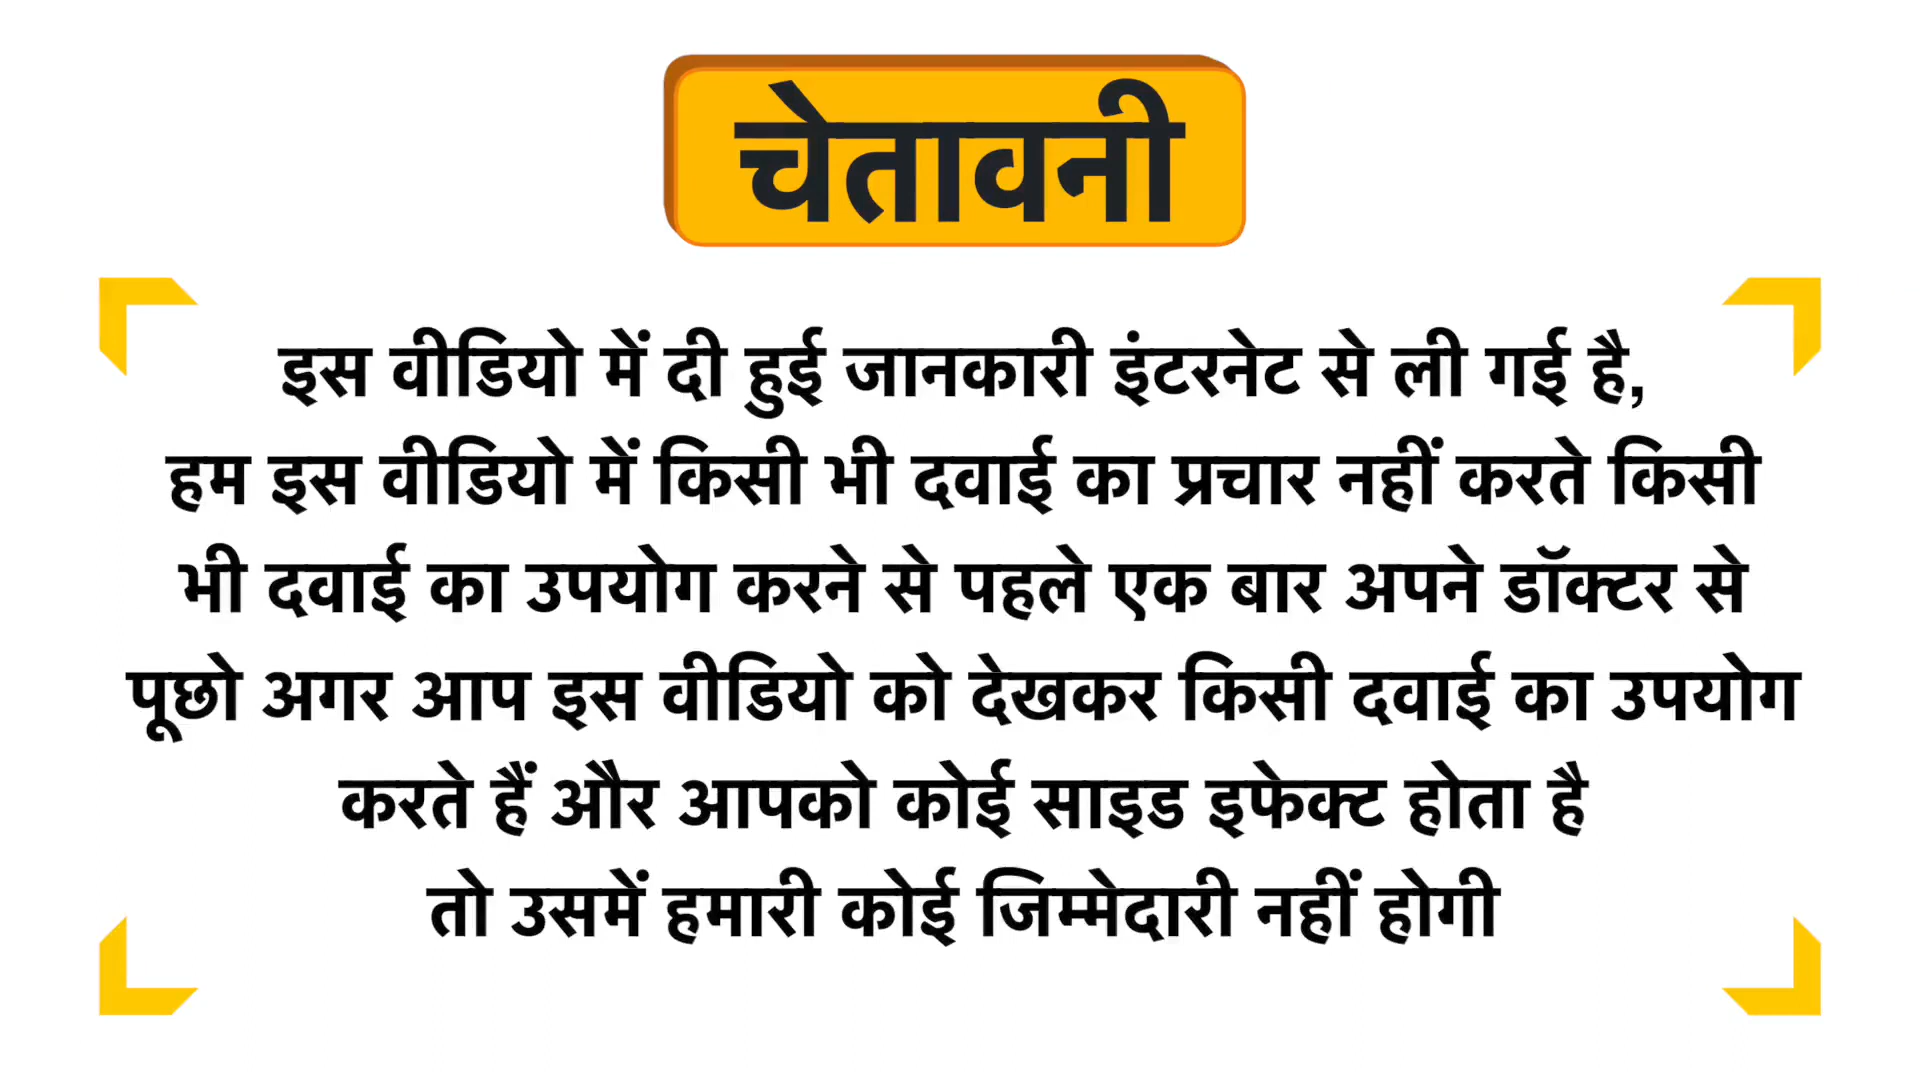 चेतावनी
इस वीडियो में दी हुई जानकारी इंटरनेट से ली गई है,
हम इस वीडियो में किसी भी दवाई का प्रचार नहीं करते किसी
भी दवाई का उपयोग करने से पहले एक बार अपने डॉक्टर से
पूछो अगर आप इस वीडियो को देखकर किसी दवाई का उपयोग
करते हैं और आपको कोई साइड इफेक्ट होता है
तो उसमें हमारी कोई जिम्मेदारी नहीं होगी